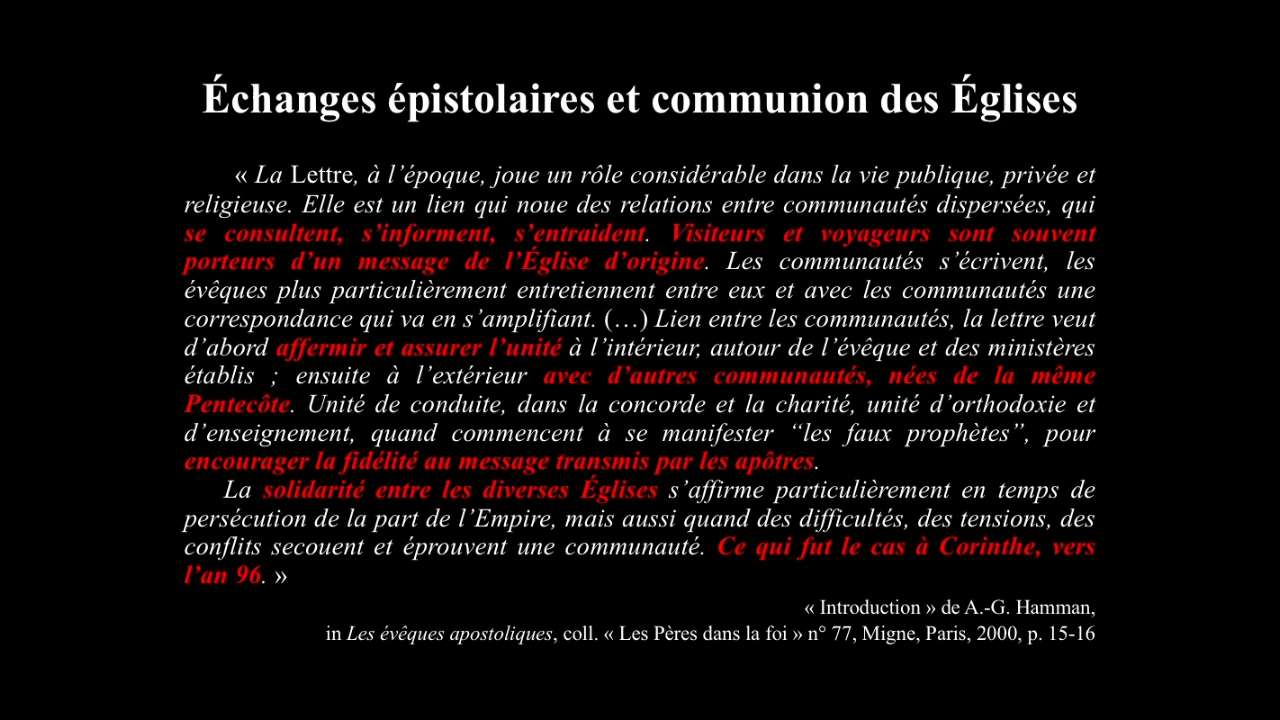 Échanges épistolaires et communion des Églises
« La Lettre, à l’époque, joue un rôle considérable dans la vie publique, privée et
religieuse. Elle est un lien qui noue des relations entre communautés dispersées, qui
se consultent, s’informent, s’entraident. Visiteurs et voyageurs sont souvent
porteurs d’un message de l’Église d’origine. Les communautés s’écrivent, les
évêques plus particulièrement entretiennent entre eux et avec les communautés une
correspondance qui va en s’amplifiant. (…) Lien entre les communautés, la lettre veut
d’abord affermir et assurer l’unité à l’intérieur, autour de l’évêque et des ministères
établis ; ensuite à l’extérieur avec d’autres communautés, nées de la même
Pentecôte. Unité de conduite, dans la concorde et la charité, unité d’orthodoxie et
d’enseignement, quand commencent à se manifester “les faux prophètes”, pour
encourager la fidélité au message transmis par les apôtres.
La solidarité entre les diverses Églises s’affirme particulièrement en temps de
persécution de la part de l’Empire, mais aussi quand des difficultés, des tensions, des
conflits secouent et éprouvent une communauté. Ce qui fut le cas à Corinthe, vers
l’an 96. »
« Introduction » de A.-G. Hamman,
in Les évêques apostoliques, coll. « Les Pères dans la foi » n° 77, Migne, Paris, 2000, p. 15-16